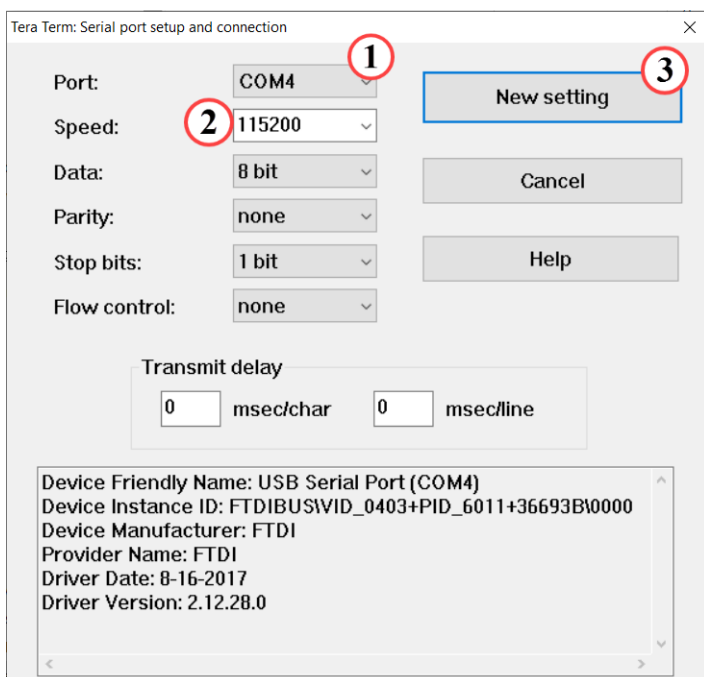 Tera Term: Serial port setup and connection
1
3
Port: COM4 New setting
Speed: 2 115200
Data: 8 bit Cancel
Parity: none
Stop bits: 1 bit Help
Flow control: none
Transmit delay
0 msec/char 0 msec/line
Device Friendly Name: USB Serial Port (COM4)
Device Instance ID: FTDIBUS\VID_0403+PID_6011+36693B\0000
Device Manufacturer: FTDI
Provider Name: FTDI
Driver Date: 8-16-2017
Driver Version: 2.12.28.0